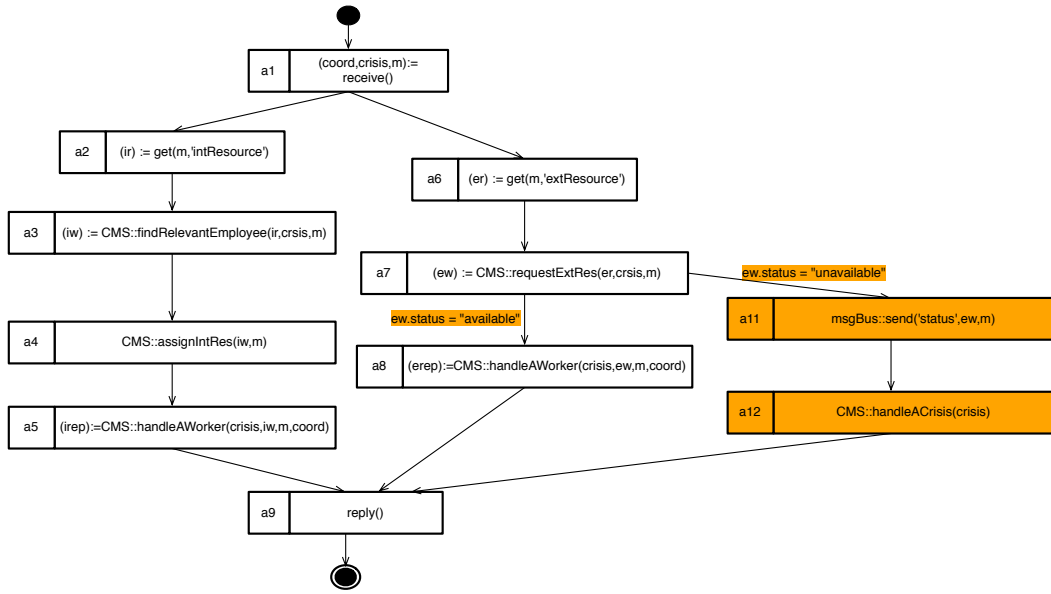 a1
(coord,crisis,m):=
receive()
a2
(ir) := get(m,'intResource')
a6
(er) := get(m,'extResource')
a3
(iw) := CMS::findRelevantEmployee(ir,crsis,m)
a7
(ew) := CMS::requestExtRes(er,crsis,m)
ew.status = "unavailable"
ew.status = "available"
a11
msgBus::send('status',ew,m)
a4
CMS::assignIntRes(iw,m)
a8
(erep):=CMS::handleAWorker(crisis,ew,m,coord)
a12
CMS::handleACrisis(crisis)
a5
(irep):=CMS::handleAWorker(crisis,iw,m,coord)
a9
reply()